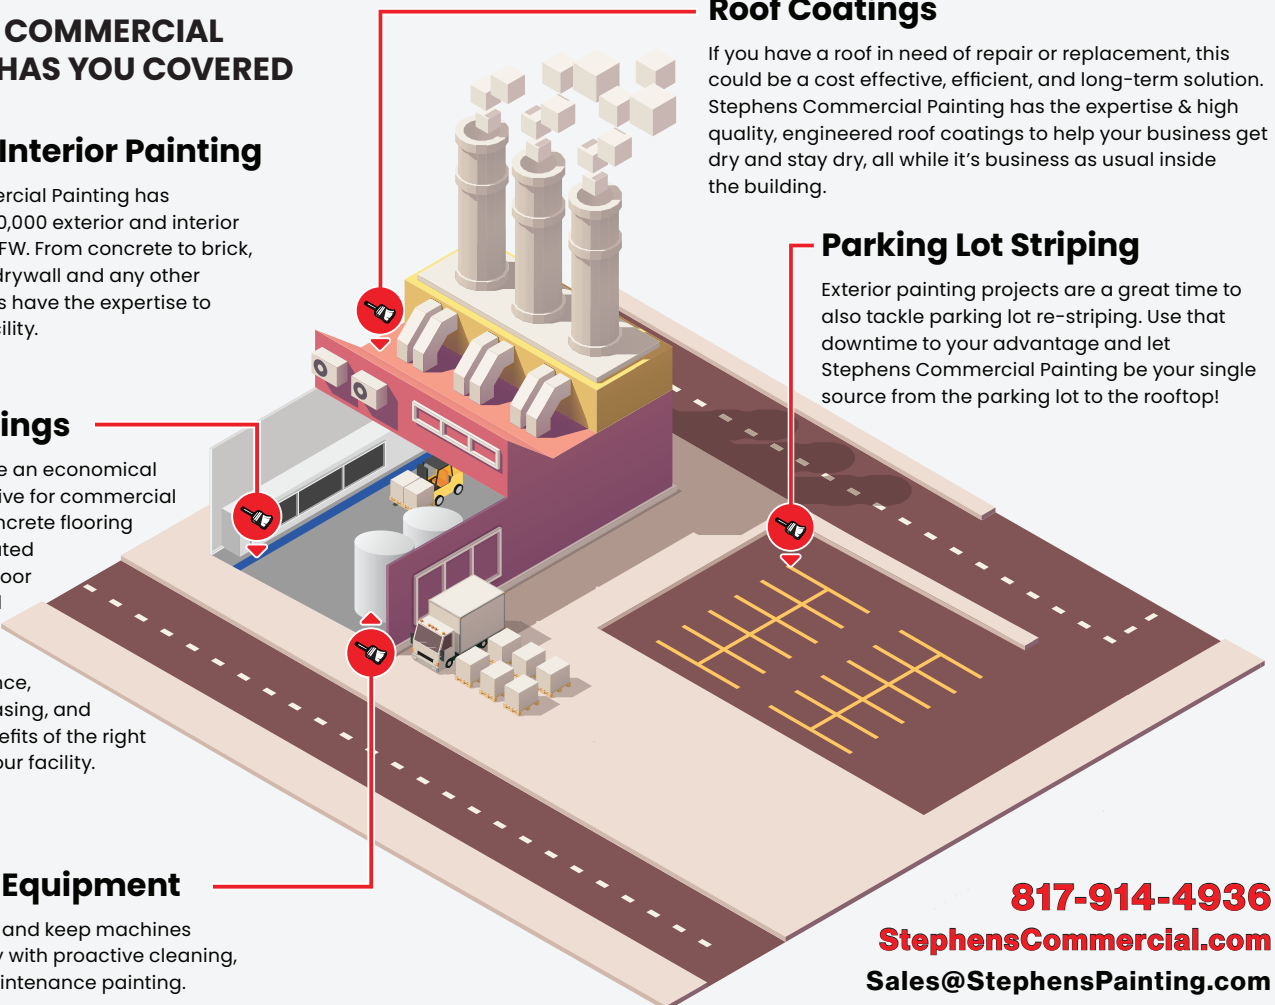 COMMERCIAL
HAS YOU COVERED
Interior Painting
ercial Painting has
0,000 exterior and interior
FW. From concrete to brick,
drywall and any other
s have the expertise to
cility.
ings
e an economical
ive for commercial
ncrete flooring
ated
oor
nce,
asing, and
efits of the right
our facility.
Equipment
and keep machines
y with proactive cleaning,
intenance painting.
Roof Coatings
If you have a roof in need of repair or replacement, this
could be a cost effective, efficient, and long-term solution.
Stephens Commercial Painting has the expertise & high
quality, engineered roof coatings to help your business get
dry and stay dry, all while it’s business as usual inside
the building.
Parking Lot Striping
Exterior painting projects are a great time to
also tackle parking lot re-striping. Use that
downtime to your advantage and let
Stephens Commercial Painting be your single
source from the parking lot to the rooftop!
817-914-4936
StephensCommercial.com
Sales@StephensPainting.com